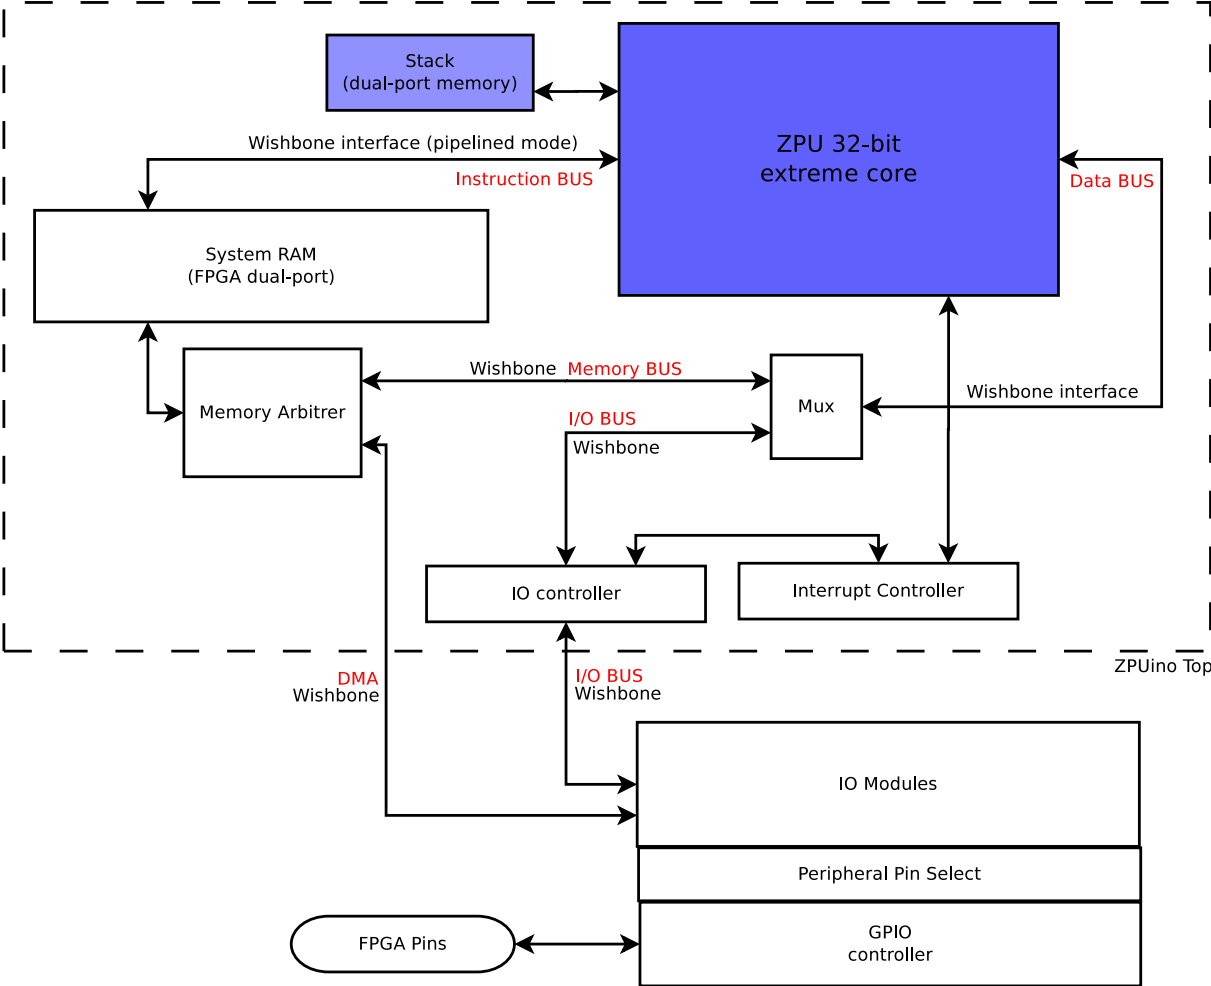 Stack
(dual-port memory)
ZPU 32-bit
extreme core
Wishbone interface (pipelined mode)
Instruction BUS
Data BUS
System RAM
(FPGA dual-port)
Wishbone Memory BUS
Memory Arbitrer
Mux
Wishbone interface
I/O BUS
Wishbone
IO controller
Interrupt Controller
ZPUino Top
DMA
Wishbone
I/O BUS
Wishbone
IO Modules
Peripheral Pin Select
FPGA Pins
GPIO
controller